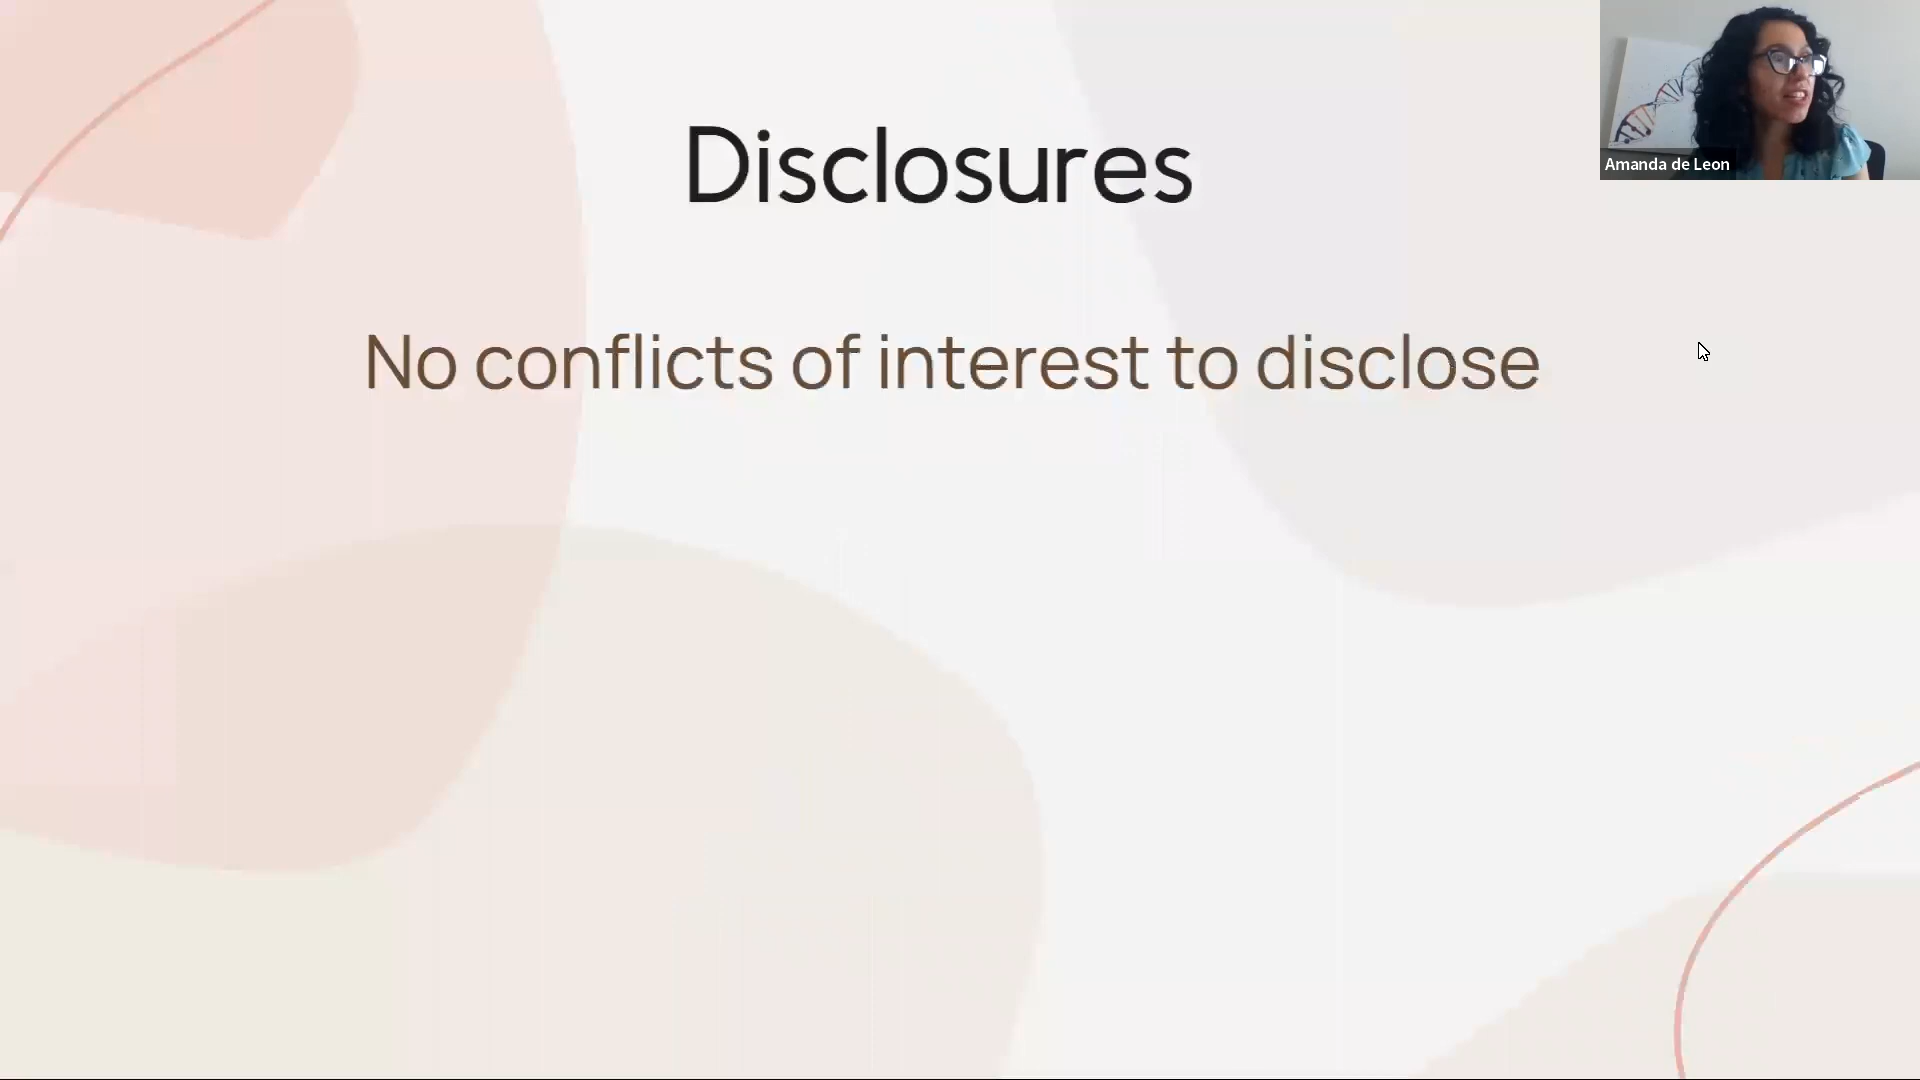 Disclosures
No conflicts of interest to disclose
Amanda de Leon